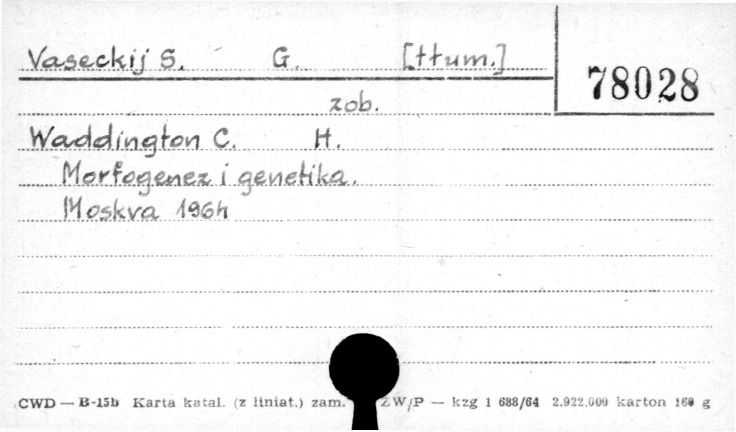 Vaseckij S. G. [tłum.]
78028
zob.
Waddington C. H.
Morfogenez i genetika.
Moskva 1964
CWD — B-15b Karta katal. (z liniat.) zam. ZW/P — kzg 1 688/64 2.922.000 karton 160 g